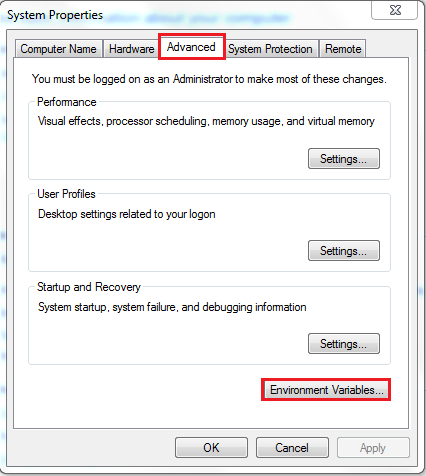 System Properties
Computer Name Hardware Advanced System Protection Remote
You must be logged on as an Administrator to make most of these changes.
Performance
Visual effects, processor scheduling, memory usage, and virtual memory
Settings...
User Profiles
Desktop settings related to your logon
Settings...
Startup and Recovery
System startup, system failure, and debugging information
Settings...
Environment Variables...
OK Cancel Apply